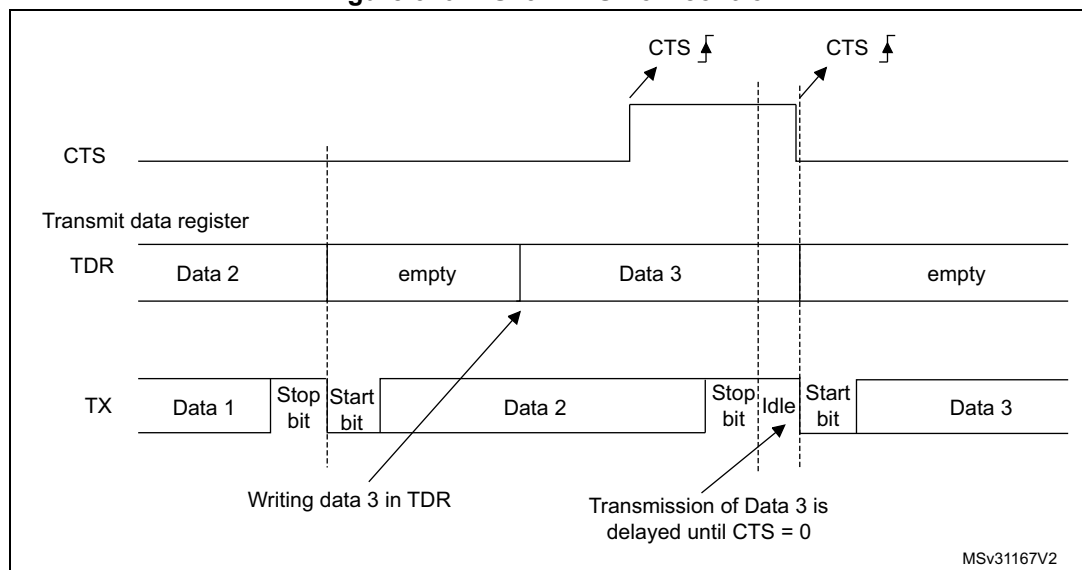 CTS CTS
CTS
Transmit data register
TDR Data 2 empty Data 3 empty
TX Data 1 Stop bit Start bit Data 2 Stop bit Idle Start bit Data 3
Writing data 3 in TDR
Transmission of Data 3 is
delayed until CTS = 0
MSv31167V2